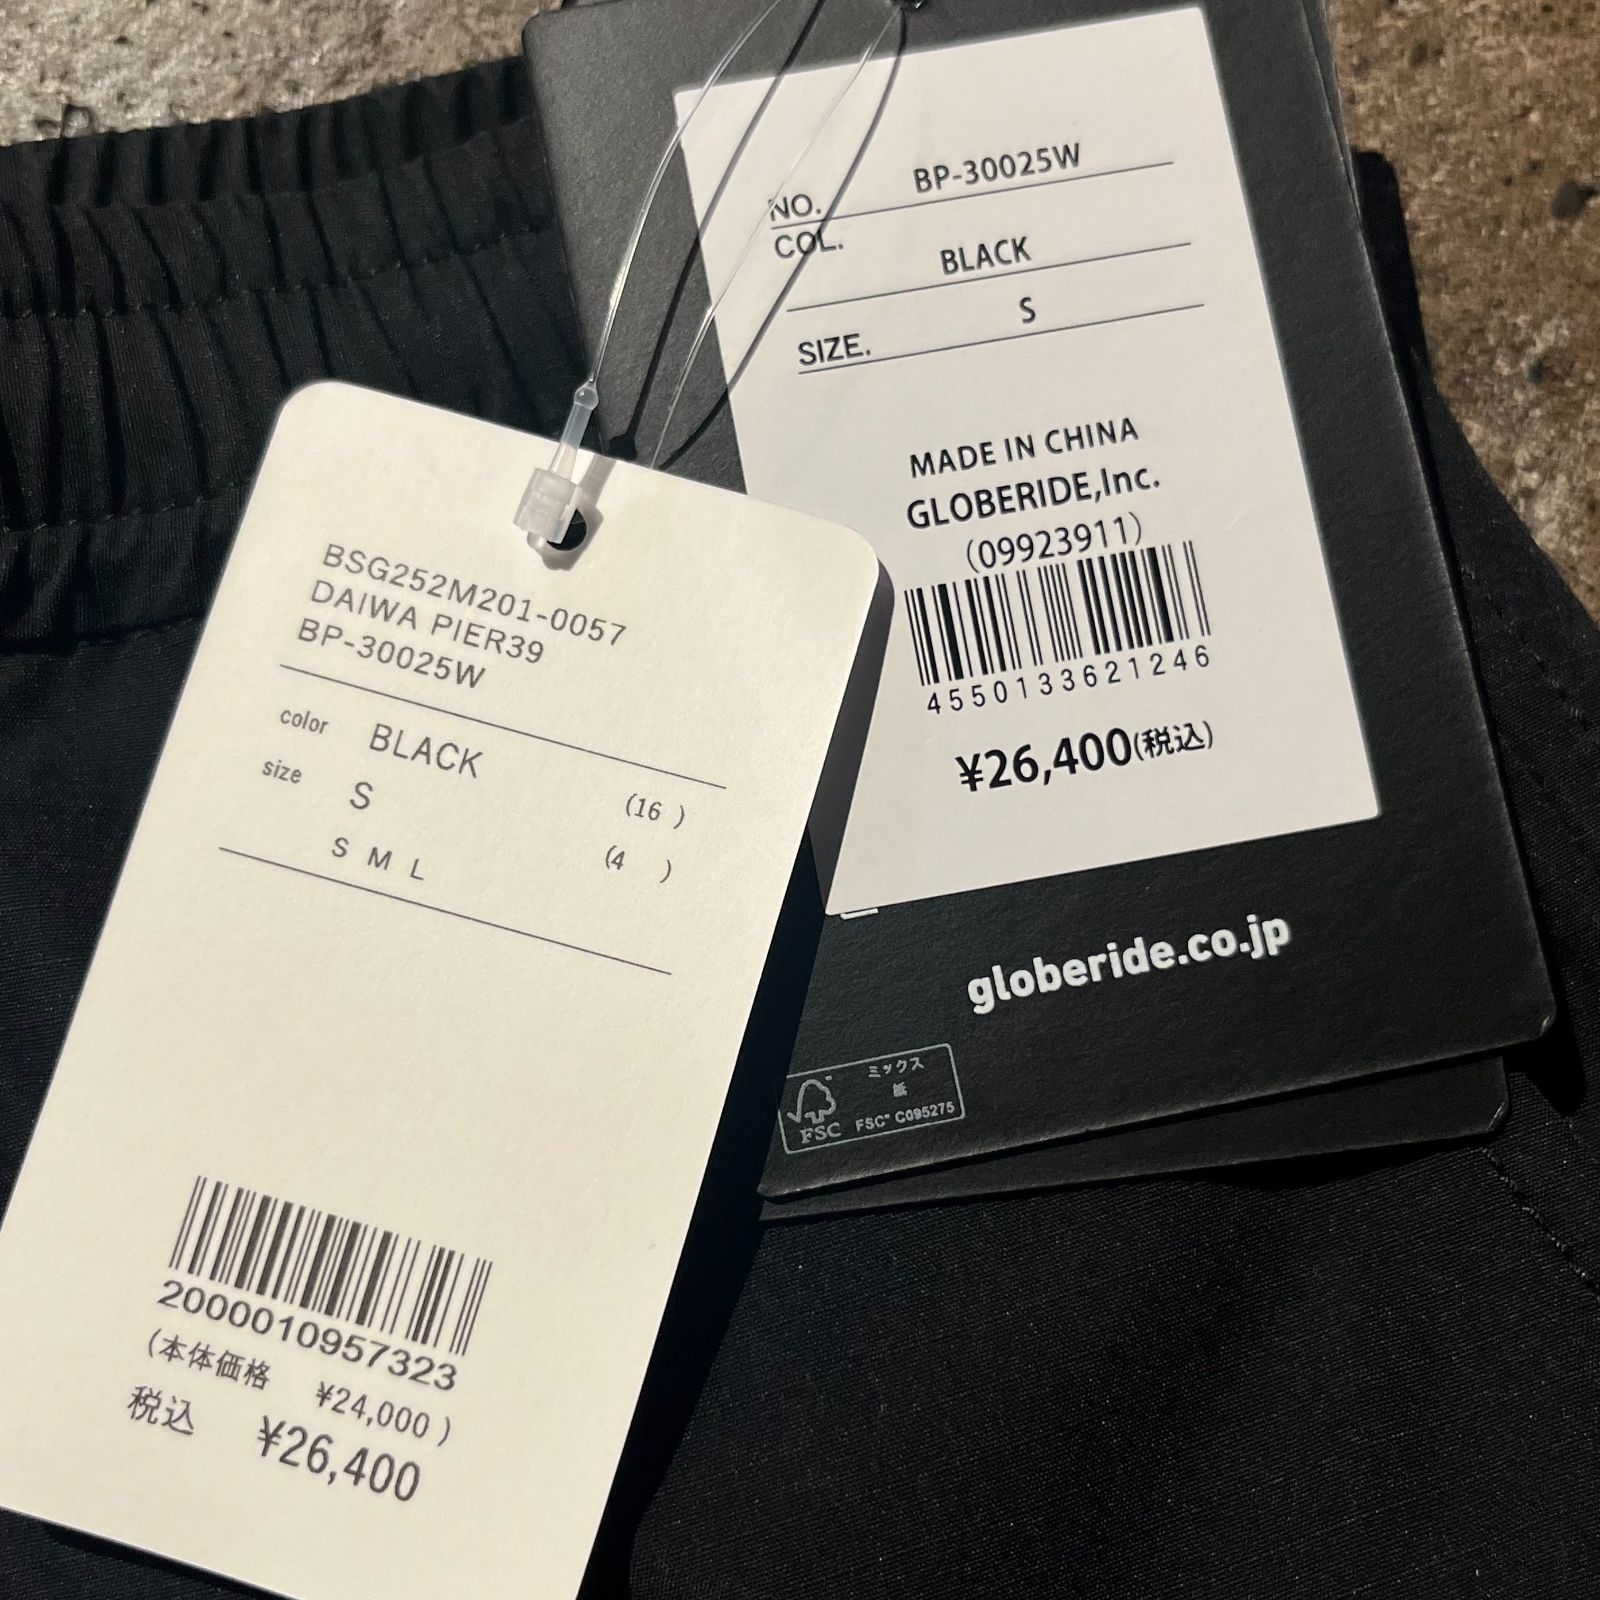 BSG252M201-0057
DAIWA PIER39
BP-30025W
color BLACK
size S (16 )
S M L (4 )
2000010957323
(本体価格 ¥24,000 )
税込 ¥26,400
NO. BP-30025W
COL. BLACK
SIZE. S
MADE IN CHINA
GLOBERIDE,Inc.
(09923911)
4550133621246
¥26,400(税込)
globeride.co.jp
ミックス
紙
FSC™ C095275
FSC